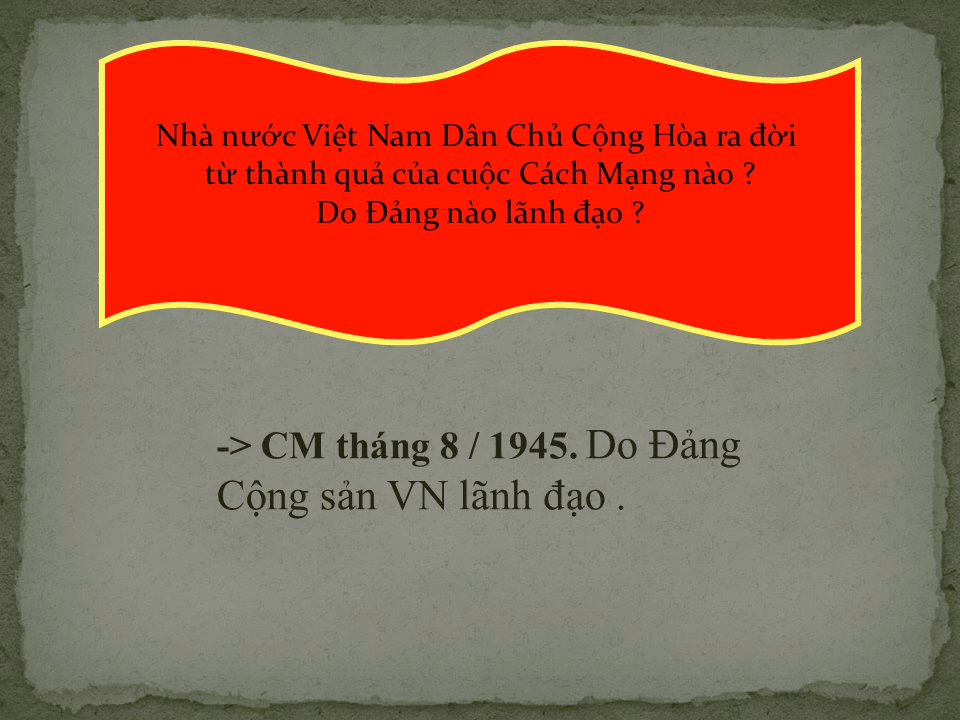 Nhà nước Việt Nam Dân Chủ Cộng Hòa ra đời
từ thành quả của cuộc Cách Mạng nào ?
Do Đảng nào lãnh đạo ?
-> CM tháng 8 / 1945. Do Đảng
Cộng sản VN lãnh đạo .